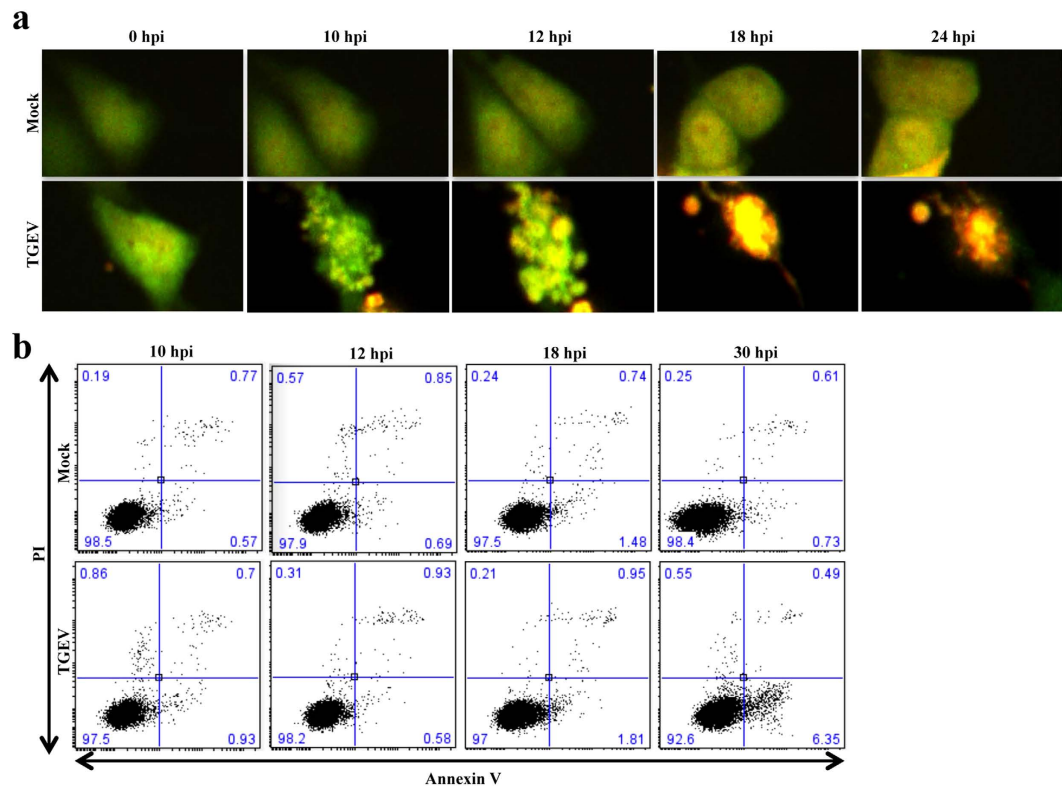 a
0 hpi 10 hpi 12 hpi 18 hpi 24 hpi
Mock
TGEV
b
10 hpi 12 hpi 18 hpi 30 hpi
0.19 0.77 0.57 0.85 0.24 0.74 0.25 0.61
Mock
98.5 0.57 97.9 0.69 97.5 1.48 98.4 0.73
PI
0.86 0.7 0.31 0.93 0.21 0.95 0.55 0.49
TGEV
97.5 0.93 98.2 0.58 97 1.81 92.6 6.35
Annexin V